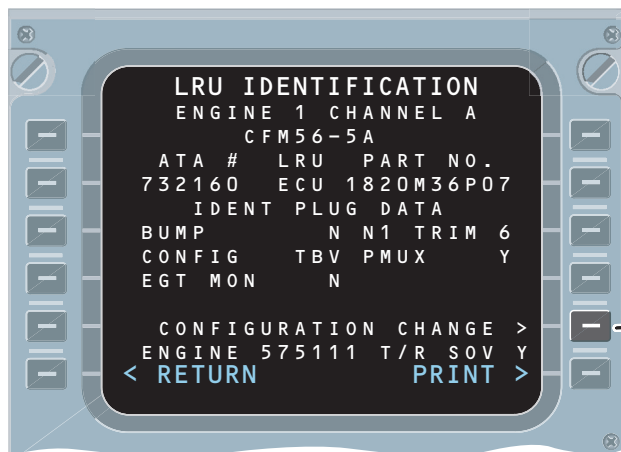 LRU IDENTIFICATION
ENGINE 1 CHANNEL A
CFM56-5A
ATA # LRU PART NO.
732160 ECU 1820M36P07
IDENT PLUG DATA
BUMP N N1 TRIM 6
CONFIG TBV PMUX Y
EGT MON N
CONFIGURATION CHANGE >
ENGINE 575111 T/R SOV Y
< RETURN PRINT >